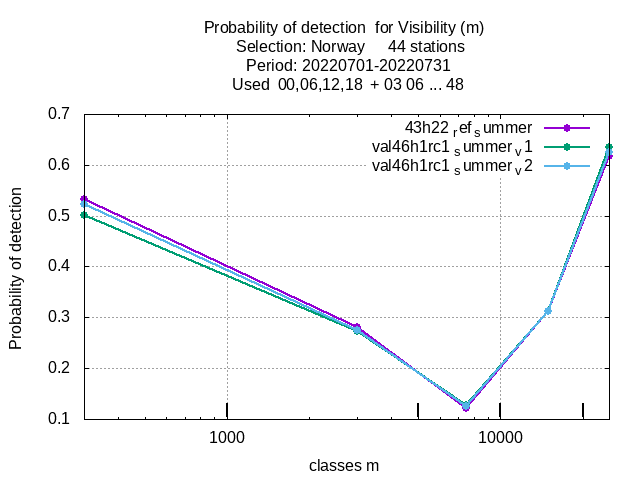 Probability of detection  for Visibility (m)
Selection: Norway     44 stations
Period: 20220701-20220731
Used  00,06,12,18  + 03 06 ... 48
43h22 ref summer
val46h1rc1 summer v1
val46h1rc1 summer v2
0.7
0.6
0.5
0.4
0.3
0.2
0.1
Probability of detection
1000
10000
classes m